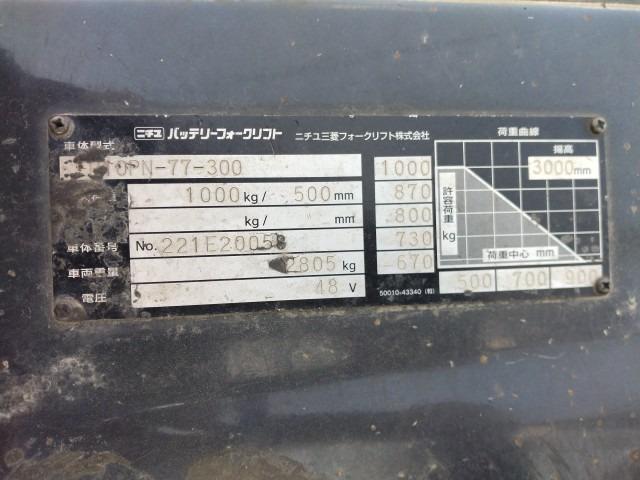 ニチユ バッテリーフォークリフト ニチユ三菱フォークリフト株式会社
荷重曲線
車体型式
0PN-77-300
1000kg/ 500mm
kg/ mm
車体番号 No. 221E20058
車両重量 2805 kg
電圧 48 V
1000
870
800
730
670
50010-43340 (和)
揚高
3000mm
許容荷重 kg
荷重中心 mm
500 700 900